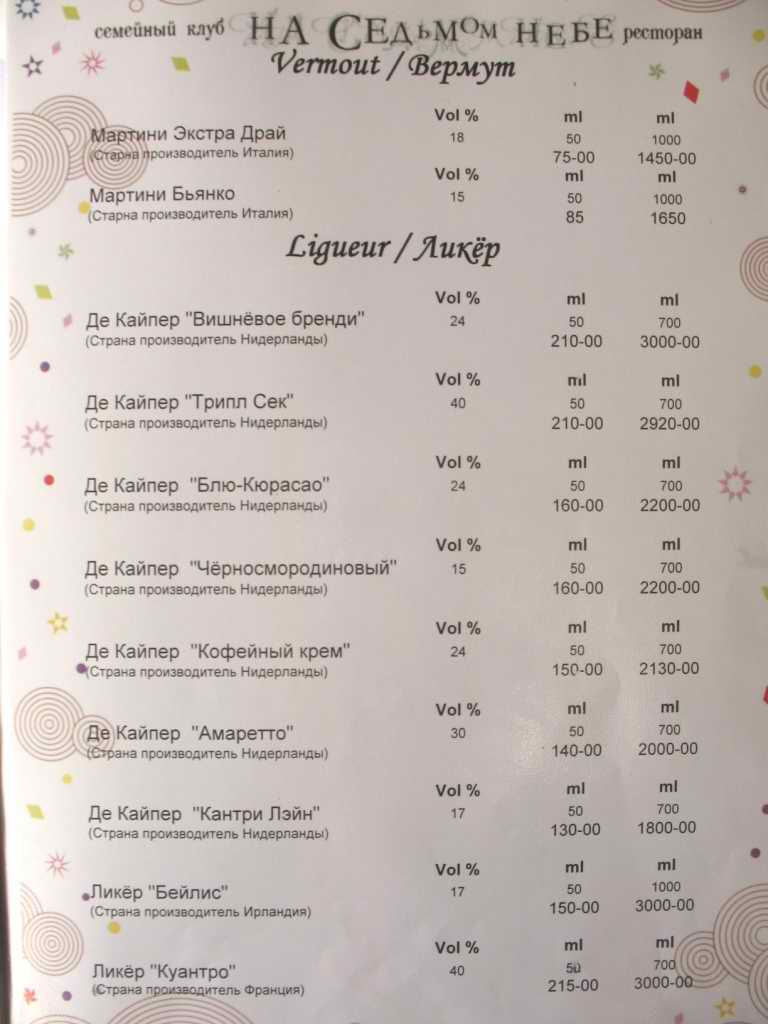 семейный клуб НА СЕДЬМОМ НЕБЕ ресторан
Vermout / Вермут
Vol % ml ml
Мартини Экстра Драй 18 50 1000
(Старна производитель Италия) 75-00 1450-00
Vol % ml ml
Мартини Бьянко 15 50 1000
(Старна производитель Италия) 85 1650
Ligueur / Ликёр
Vol % ml ml
Де Кайпер "Вишнёвое бренди" 24 50 700
(Страна производитель Нидерланды) 210-00 3000-00
Vol % ml ml
Де Кайпер "Трипл Сек" 40 50 700
(Страна производитель Нидерланды) 210-00 2920-00
Vol % ml ml
Де Кайпер "Блю-Кюрасао" 24 50 700
(Страна производитель Нидерланды) 160-00 2200-00
Vol % ml ml
Де Кайпер "Чёрносмородиновый" 15 50 700
(Страна производитель Нидерланды) 160-00 2200-00
Vol % ml ml
Де Кайпер "Кофейный крем" 24 50 700
(Страна производитель Нидерланды) 150-00 2130-00
Vol % ml ml
Де Кайпер "Амаретто" 30 50 700
(Страна производитель Нидерланды) 140-00 2000-00
Vol % ml ml
Де Кайпер "Кантри Лэйн" 17 50 700
(Страна производитель Нидерланды) 130-00 1800-00
Vol % ml ml
Ликёр "Бейлис" 17 50 1000
(Страна производитель Ирландия) 150-00 3000-00
Vol % ml ml
Ликёр "Куантро" 40 50 700
(Страна производитель Франция) 215-00 3000-00